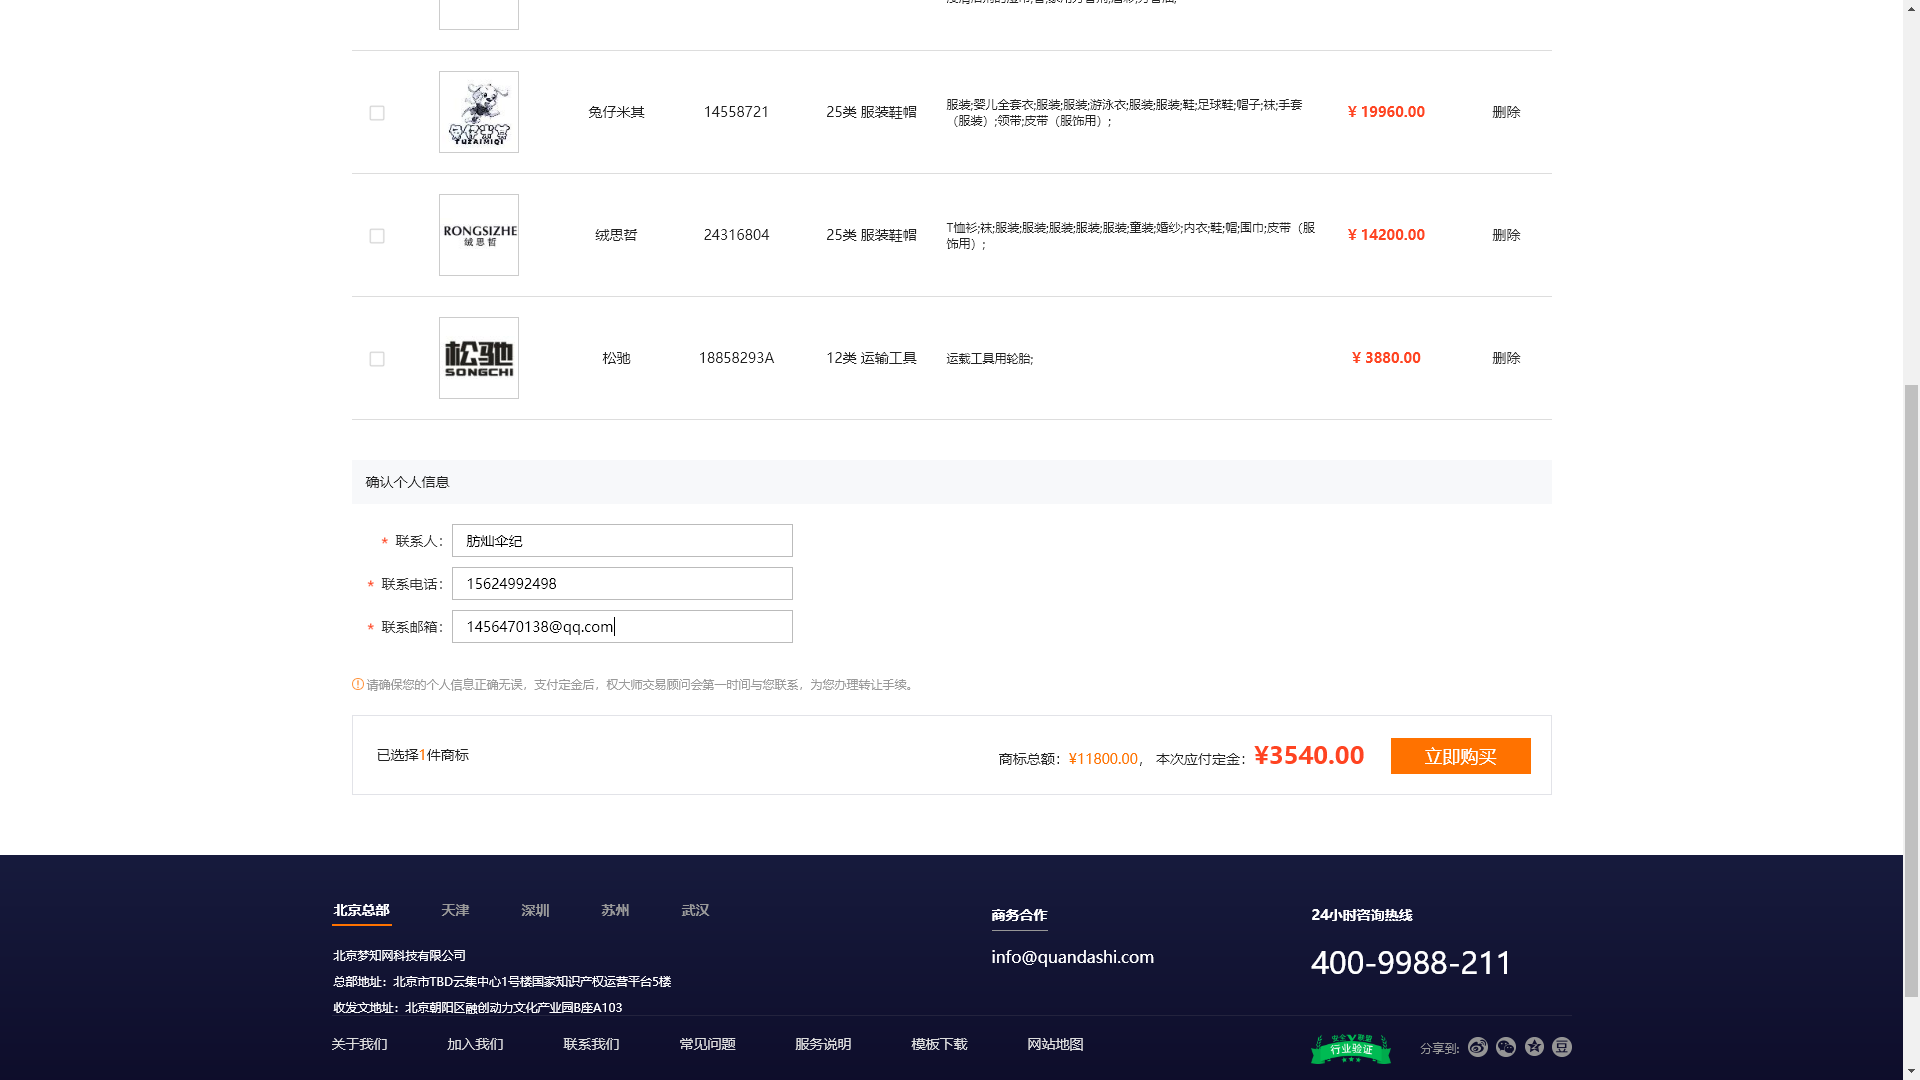 兔仔米其
YUZAIMIQI
兔仔米其
14558721
25类 服装鞋帽
服装;婴儿全套衣;服装;服装;游泳衣;服装;服装;鞋;足球鞋;帽子;袜;手套
（服装）;领带;皮带（服饰用）;
¥ 19960.00
删除
RONGSIZHE
绒思哲
绒思哲
24316804
25类 服装鞋帽
T恤衫;袜;服装;服装;服装;服装;服装;童装;婚纱;内衣;鞋;帽;围巾;皮带（服
饰用）;
¥ 14200.00
删除
松驰
SONGCHI
松驰
18858293A
12类 运输工具
运载工具用轮胎;
¥ 3880.00
删除
确认个人信息
* 联系人：
肪灿伞纪
* 联系电话：
15624992498
* 联系邮箱：
1456470138@qq.com
请确保您的个人信息正确无误，支付定金后，权大师交易顾问会第一时间与您联系，为您办理转让手续。
已选择1件商标
商标总额：¥11800.00， 本次应付定金：¥3540.00
立即购买
北京总部
天津
深圳
苏州
武汉
北京梦知网科技有限公司
总部地址：北京市TBD云集中心1号楼国家知识产权运营平台5楼
收发文地址：北京朝阳区融创动力文化产业园B座A103
商务合作
info@quandashi.com
24小时咨询热线
400-9988-211
关于我们
加入我们
联系我们
常见问题
服务说明
模板下载
网站地图
安全V联盟
行业验证
分享到:
豆